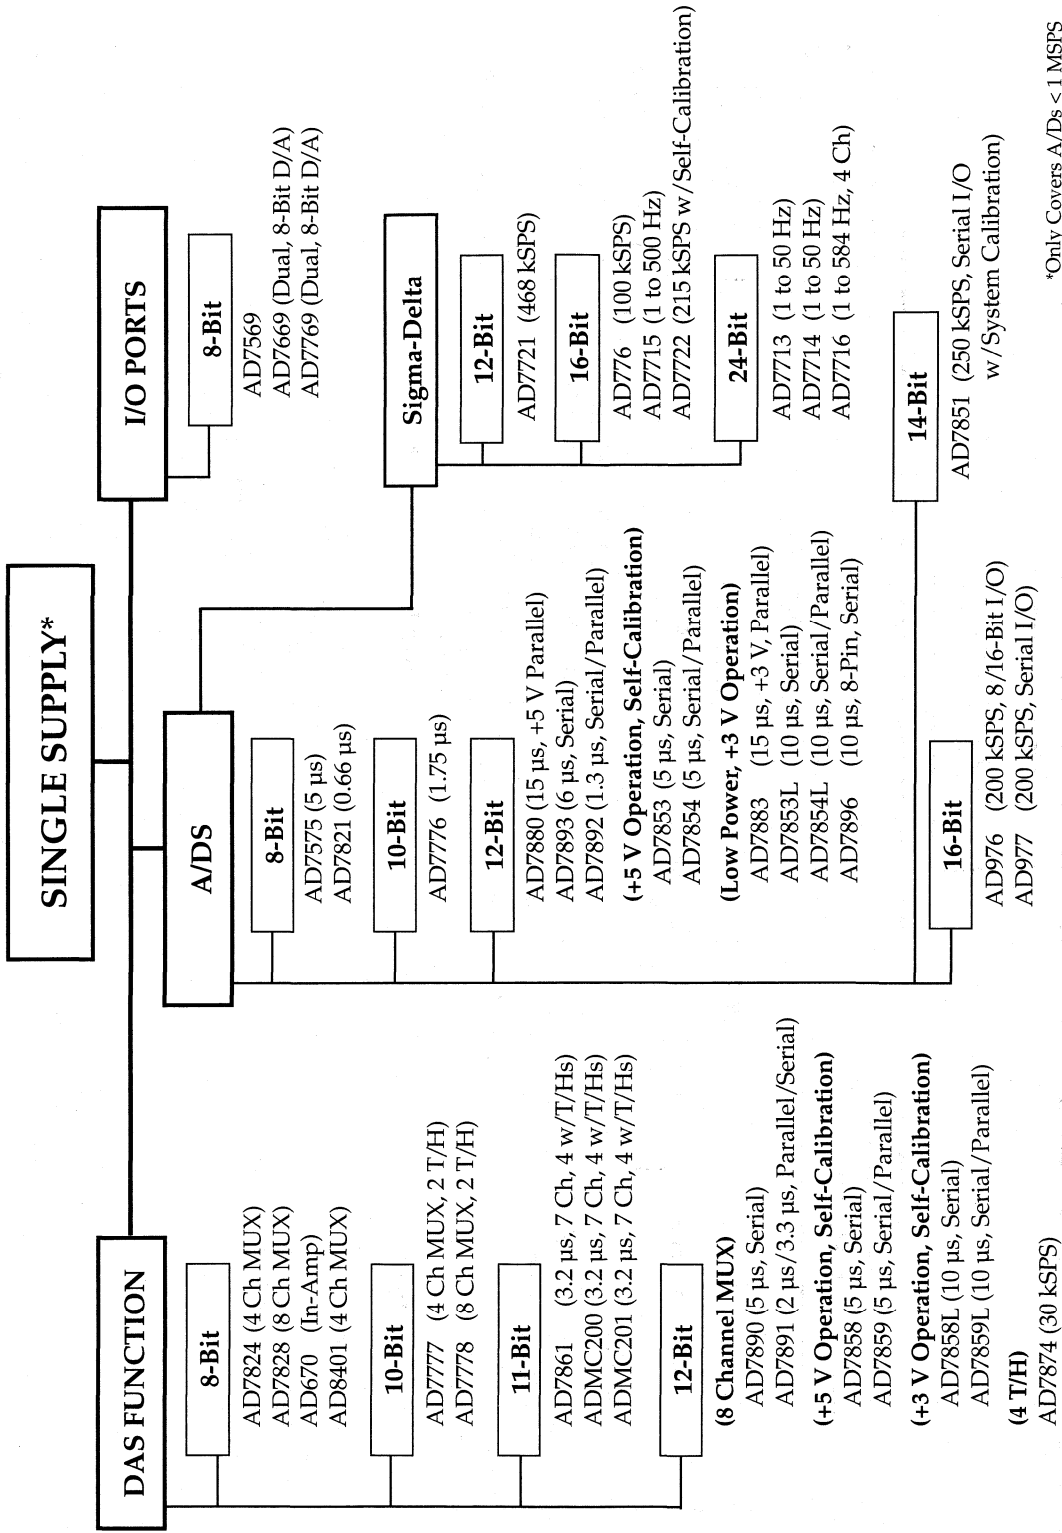 SINGLE SUPPLY*
DAS FUNCTION
8-Bit
AD7824 (4 Ch MUX)
AD7828 (8 Ch MUX)
AD670 (In-Amp)
AD8401 (4 Ch MUX)
10-Bit
AD7777 (4 Ch MUX, 2 T/H)
AD7778 (8 Ch MUX, 2 T/H)
11-Bit
AD7861 (3.2 µs, 7 Ch, 4 w/T/Hs)
ADMC200 (3.2 µs, 7 Ch, 4 w/T/Hs)
ADMC201 (3.2 µs, 7 Ch, 4 w/T/Hs)
12-Bit
(8 Channel MUX)
AD7890 (5 µs, Serial)
AD7891 (2 µs/3.3 µs, Parallel/Serial)
(+5 V Operation, Self-Calibration)
AD7858 (5 µs, Serial)
AD7859 (5 µs, Serial/Parallel)
(+3 V Operation, Self-Calibration)
AD7858L (10 µs, Serial)
AD7859L (10 µs, Serial/Parallel)
(4 T/H)
AD7874 (30 kSPS)
A/DS
8-Bit
AD7575 (5 µs)
AD7821 (0.66 µs)
10-Bit
AD7776 (1.75 µs)
12-Bit
AD7880 (15 µs, +5 V Parallel)
AD7893 (6 µs, Serial)
AD7892 (1.3 µs, Serial/Parallel)
(+5 V Operation, Self-Calibration)
AD7853 (5 µs, Serial)
AD7854 (5 µs, Serial/Parallel)
(Low Power, +3 V Operation)
AD7883 (15 µs, +3 V, Parallel)
AD7853L (10 µs, Serial)
AD7854L (10 µs, Serial/Parallel)
AD7896 (10 µs, 8-Pin, Serial)
16-Bit
AD976 (200 kSPS, 8/16-Bit I/O)
AD977 (200 kSPS, Serial I/O)
14-Bit
AD7851 (250 kSPS, Serial I/O
w/System Calibration)
I/O PORTS
8-Bit
AD7569
AD7669 (Dual, 8-Bit D/A)
AD7769 (Dual, 8-Bit D/A)
Sigma-Delta
12-Bit
AD7721 (468 kSPS)
16-Bit
AD776 (100 kSPS)
AD7715 (1 to 500 Hz)
AD7722 (215 kSPS w/Self-Calibration)
24-Bit
AD7713 (1 to 50 Hz)
AD7714 (1 to 50 Hz)
AD7716 (1 to 584 Hz, 4 Ch)
*Only Covers A/Ds < 1 MSPS